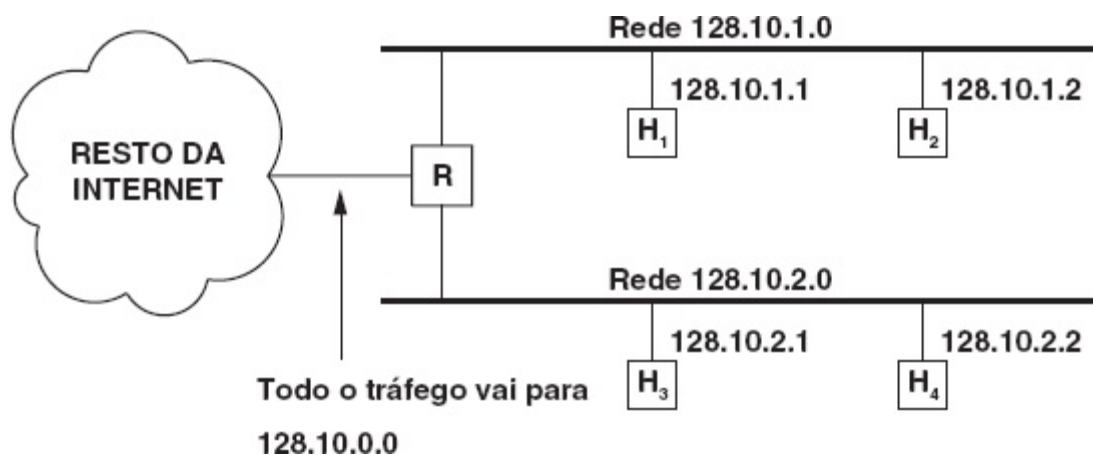 Rede 128.10.1.0
128.10.1.1
128.10.1.2
H₁
H₂
RESTO DA
INTERNET
R
Rede 128.10.2.0
128.10.2.1
128.10.2.2
H₃
H₄
Todo o tráfego vai para
128.10.0.0